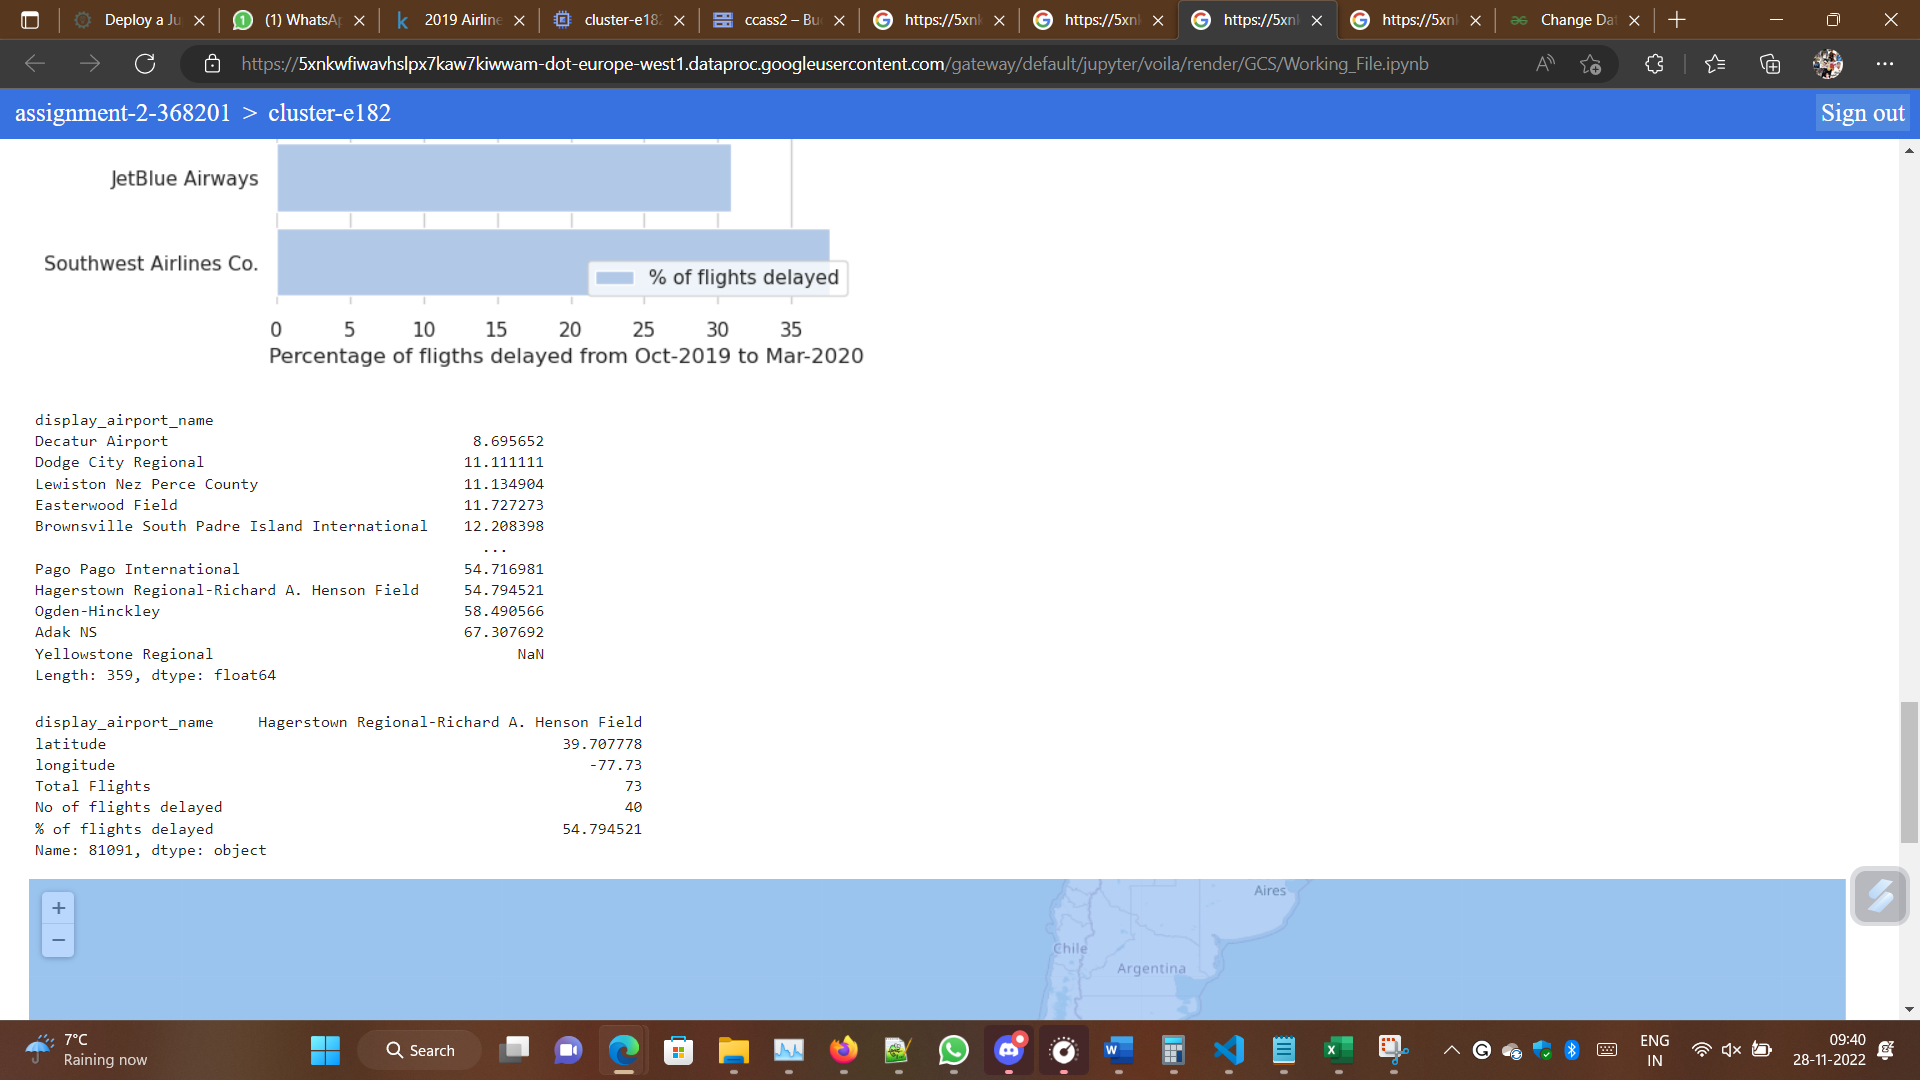 Deploy a Ju
(1) WhatsAp
2019 Airline
cluster-e182
ccass2 – Bu
https://5xnk
https://5xnl
https://5xnl
https://5xnl
Change Dat
https://5xnkwfiwavhslpx7kaw7kiwwam-dot-europe-west1.dataproc.googleusercontent.com/gateway/default/jupyter/voila/render/GCS/Working_File.ipynb
assignment-2-368201 > cluster-e182
Sign out
JetBlue Airways
Southwest Airlines Co.
% of flights delayed
0 5 10 15 20 25 30 35
Percentage of fligths delayed from Oct-2019 to Mar-2020
display_airport_name
Decatur Airport 8.695652
Dodge City Regional 11.111111
Lewiston Nez Perce County 11.134904
Easterwood Field 11.727273
Brownsville South Padre Island International 12.208398
...
Pago Pago International 54.716981
Hagerstown Regional-Richard A. Henson Field 54.794521
Ogden-Hinckley 58.490566
Adak NS 67.307692
Yellowstone Regional NaN
Length: 359, dtype: float64
display_airport_name Hagerstown Regional-Richard A. Henson Field
latitude 39.707778
longitude -77.73
Total Flights 73
No of flights delayed 40
% of flights delayed 54.794521
Name: 81091, dtype: object
+
−
Aires
Chile
Argentina
7°C
Raining now
Search
ENG
IN
09:40
28-11-2022